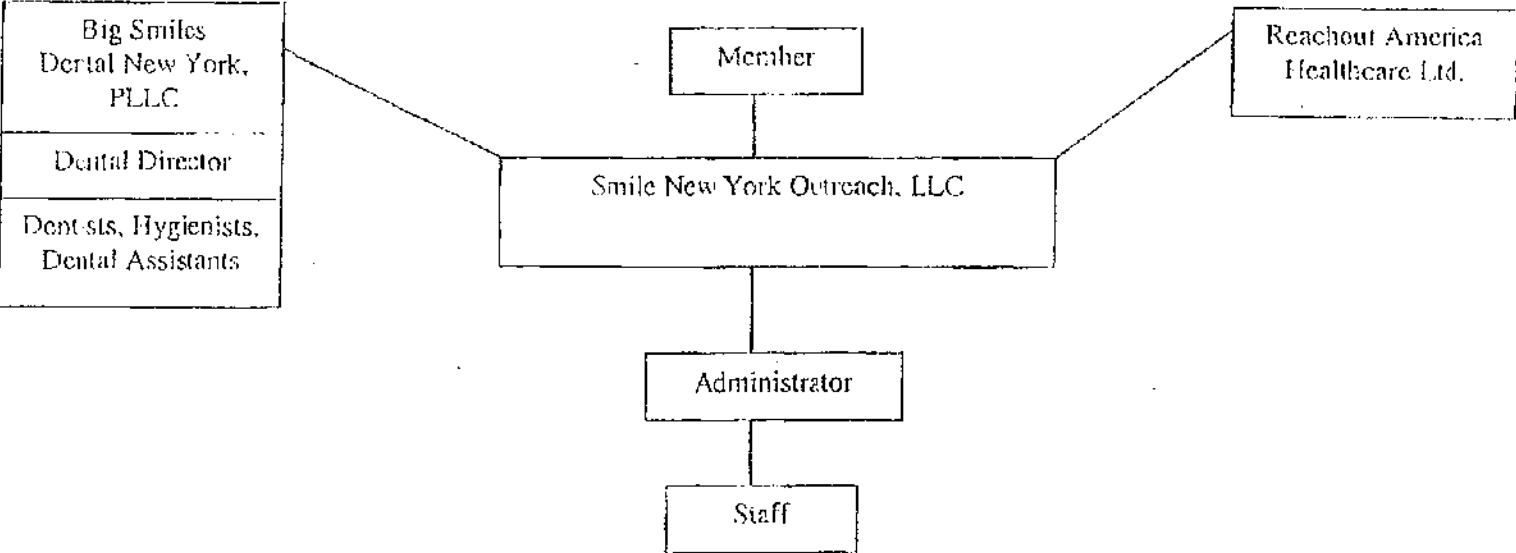 Big Smiles
Dental New York,
PLLC
Dental Director
Dentists, Hygienists,
Dental Assistants
Member
Reachout America
Healthcare Ltd.
Smile New York Outreach, LLC
Administrator
Staff